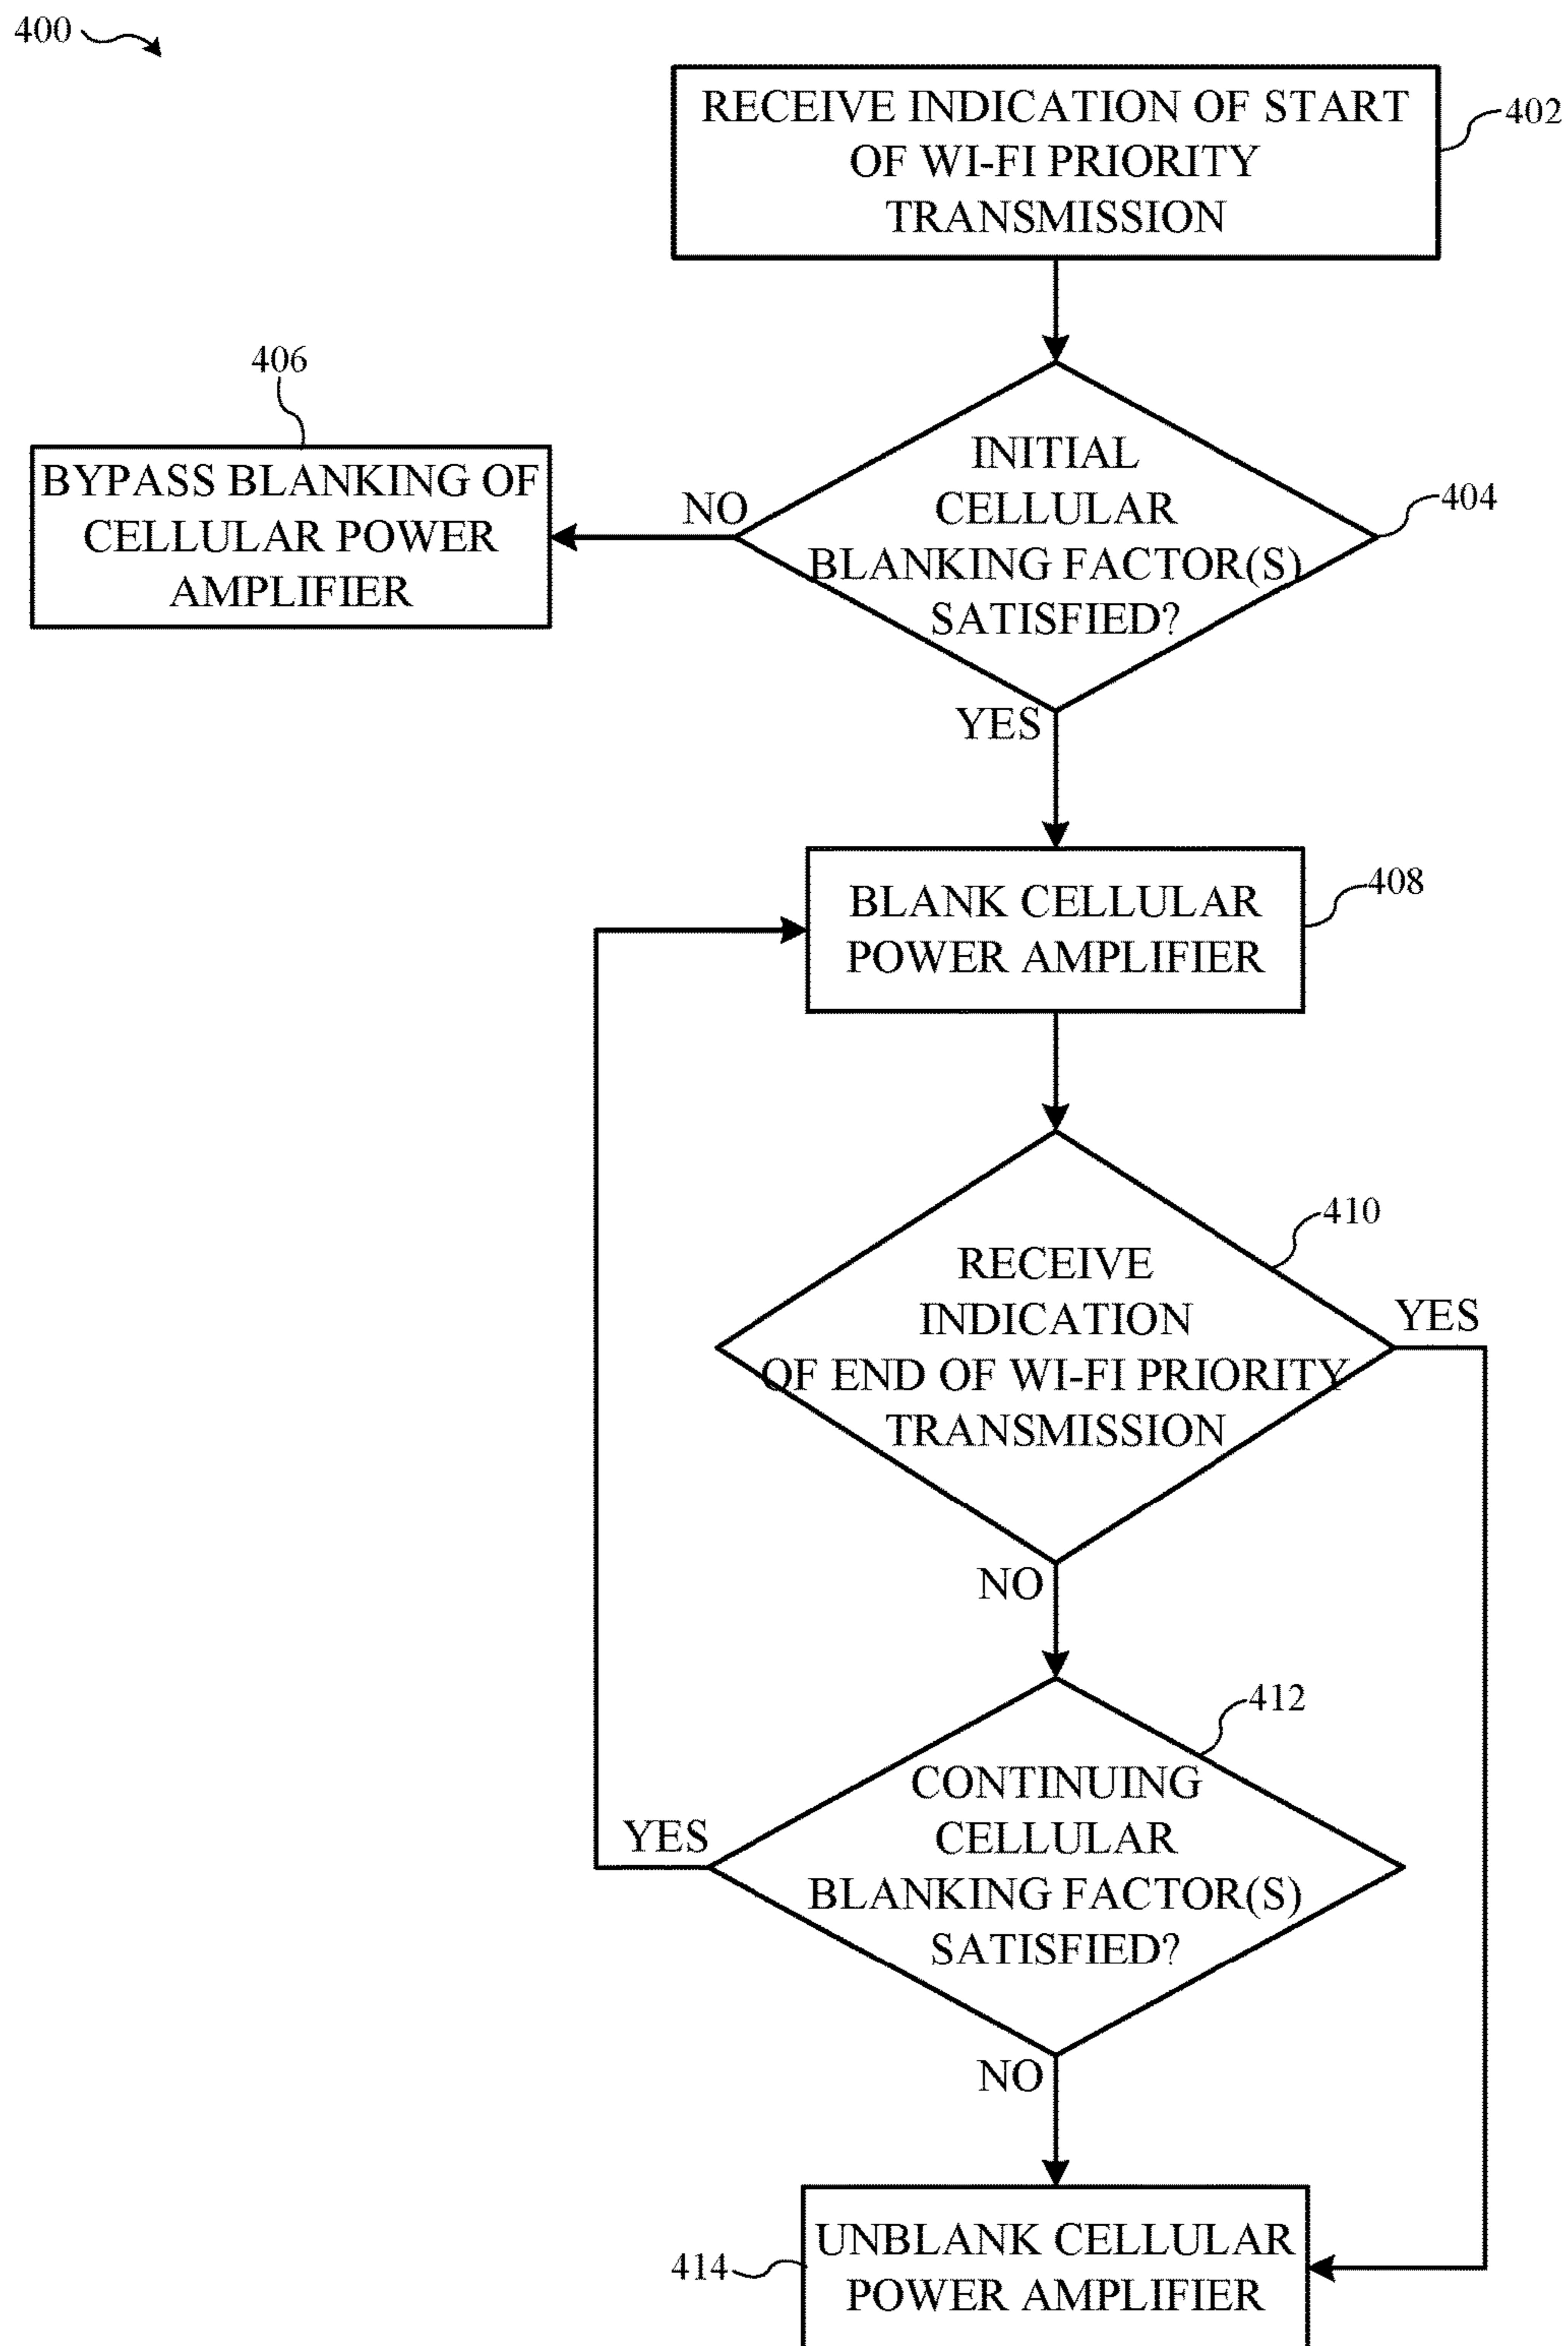 400
RECEIVE INDICATION OF START
OF WI-FI PRIORITY
TRANSMISSION
402
INITIAL
CELLULAR
BLANKING FACTOR(S)
SATISFIED?
404
NO
406
BYPASS BLANKING OF
CELLULAR POWER
AMPLIFIER
YES
BLANK CELLULAR
POWER AMPLIFIER
408
RECEIVE
INDICATION
OF END OF WI-FI PRIORITY
TRANSMISSION
410
YES
NO
CONTINUING
CELLULAR
BLANKING FACTOR(S)
SATISFIED?
412
YES
NO
UNBLANK CELLULAR
POWER AMPLIFIER
414